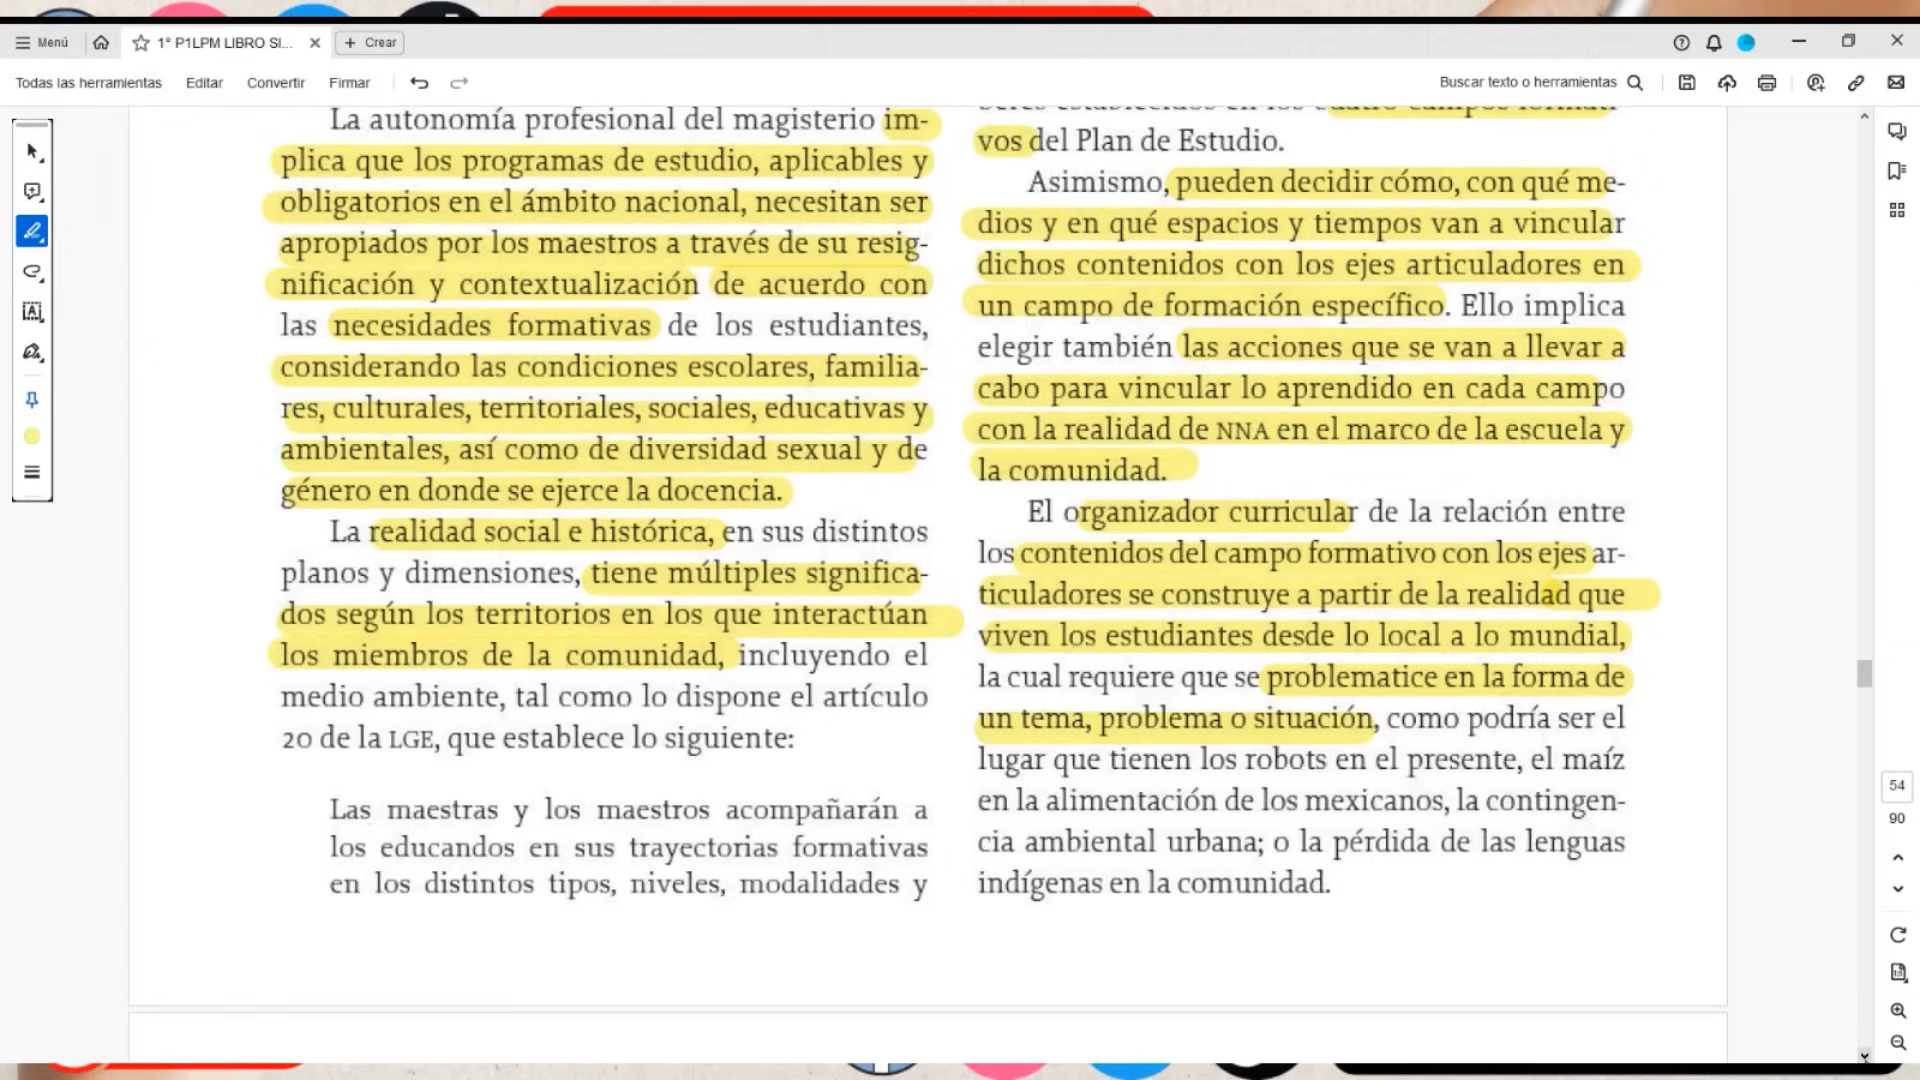 Menú
1° P1LPM LIBRO SI...
Crear
Todas las herramientas
Editar
Convertir
Firmar
Buscar texto o herramientas
La autonomía profesional del magisterio im-
plica que los programas de estudio, aplicables y
obligatorios en el ámbito nacional, necesitan ser
apropiados por los maestros a través de su resig-
nificación y contextualización de acuerdo con
las necesidades formativas de los estudiantes,
considerando las condiciones escolares, familia-
res, culturales, territoriales, sociales, educativas y
ambientales, así como de diversidad sexual y de
género en donde se ejerce la docencia.
La realidad social e histórica, en sus distintos
planos y dimensiones, tiene múltiples significa-
dos según los territorios en los que interactúan
los miembros de la comunidad, incluyendo el
medio ambiente, tal como lo dispone el artículo
20 de la LGE, que establece lo siguiente:
Las maestras y los maestros acompañarán a
los educandos en sus trayectorias formativas
en los distintos tipos, niveles, modalidades y
beres establecidos en los cuatro campos formati-
vos del Plan de Estudio.
Asimismo, pueden decidir cómo, con qué me-
dios y en qué espacios y tiempos van a vincular
dichos contenidos con los ejes articuladores en
un campo de formación específico. Ello implica
elegir también las acciones que se van a llevar a
cabo para vincular lo aprendido en cada campo
con la realidad de NNA en el marco de la escuela y
la comunidad.
El organizador curricular de la relación entre
los contenidos del campo formativo con los ejes ar-
ticuladores se construye a partir de la realidad que
viven los estudiantes desde lo local a lo mundial,
la cual requiere que se problematice en la forma de
un tema, problema o situación, como podría ser el
lugar que tienen los robots en el presente, el maíz
en la alimentación de los mexicanos, la contingen-
cia ambiental urbana; o la pérdida de las lenguas
indígenas en la comunidad.
54
90